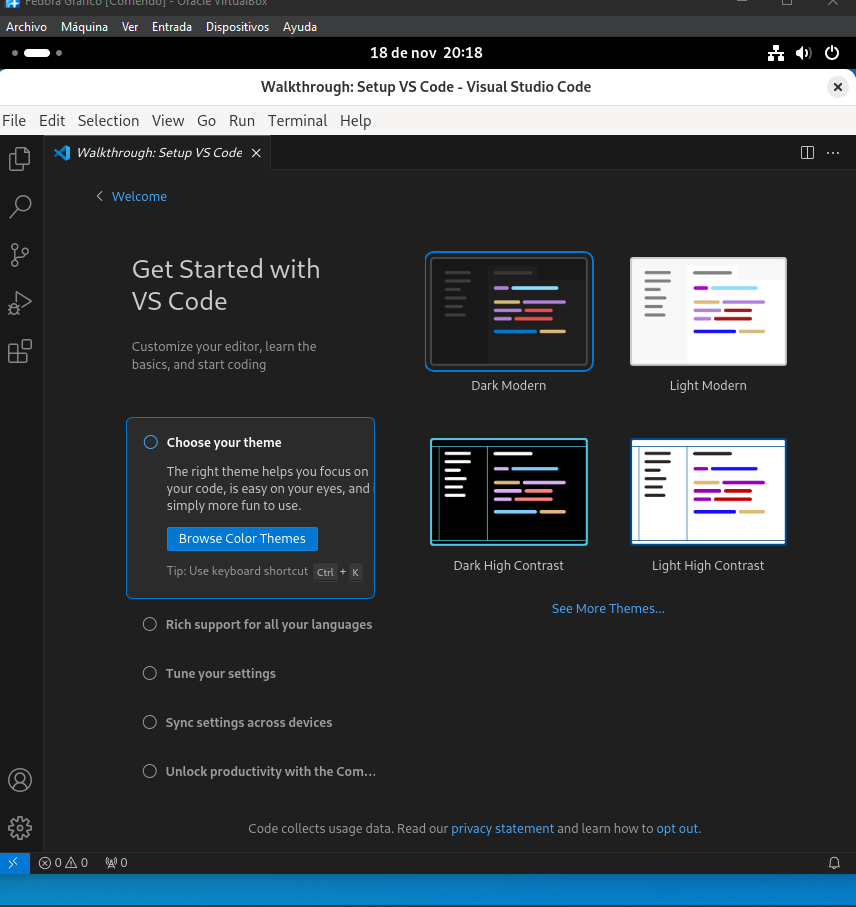 Fedora Grafico [Corriendo] - Oracle VirtualBox
Archivo Máquina Ver Entrada Dispositivos Ayuda
18 de nov 20:18
Walkthrough: Setup VS Code - Visual Studio Code
File Edit Selection View Go Run Terminal Help
Walkthrough: Setup VS Code
Welcome
Get Started with
VS Code
Customize your editor, learn the
basics, and start coding
Choose your theme
The right theme helps you focus on
your code, is easy on your eyes, and
simply more fun to use.
Browse Color Themes
Tip: Use keyboard shortcut Ctrl + K
Rich support for all your languages
Tune your settings
Sync settings across devices
Unlock productivity with the Com...
Dark Modern
Light Modern
Dark High Contrast
Light High Contrast
See More Themes...
Code collects usage data. Read our privacy statement and learn how to opt out.
0 0 0